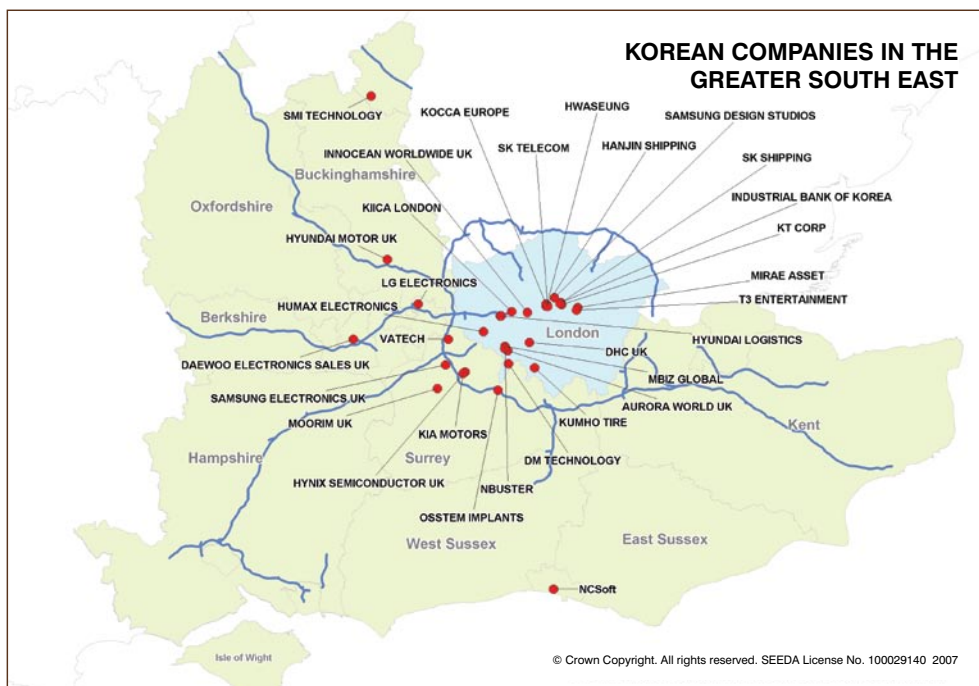 KOREAN COMPANIES IN THE
GREATER SOUTH EAST
SMI TECHNOLOGY
KOCCA EUROPE
HWASEUNG
SAMSUNG DESIGN STUDIOS
INNOCEAN WORLDWIDE UK
SK TELECOM
HANJIN SHIPPING
SK SHIPPING
Buckinghamshire
INDUSTRIAL BANK OF KOREA
Oxfordshire
KIICA LONDON
KT CORP
HYUNDAI MOTOR UK
LG ELECTRONICS
MIRAE ASSET
HUMAX ELECTRONICS
T3 ENTERTAINMENT
Berkshire
London
VATECH
HYUNDAI LOGISTICS
DAEWOO ELECTRONICS SALES UK
DHC UK
MBIZ GLOBAL
SAMSUNG ELECTRONICS UK
AURORA WORLD UK
MOORIM UK
KUMHO TIRE
Kent
KIA MOTORS
Hampshire
Surrey
DM TECHNOLOGY
HYNIX SEMICONDUCTOR UK
NBUSTER
OSSTEM IMPLANTS
West Sussex
East Sussex
NCSoft
Isle of Wight
© Crown Copyright. All rights reserved. SEEDA License No. 100029140 2007